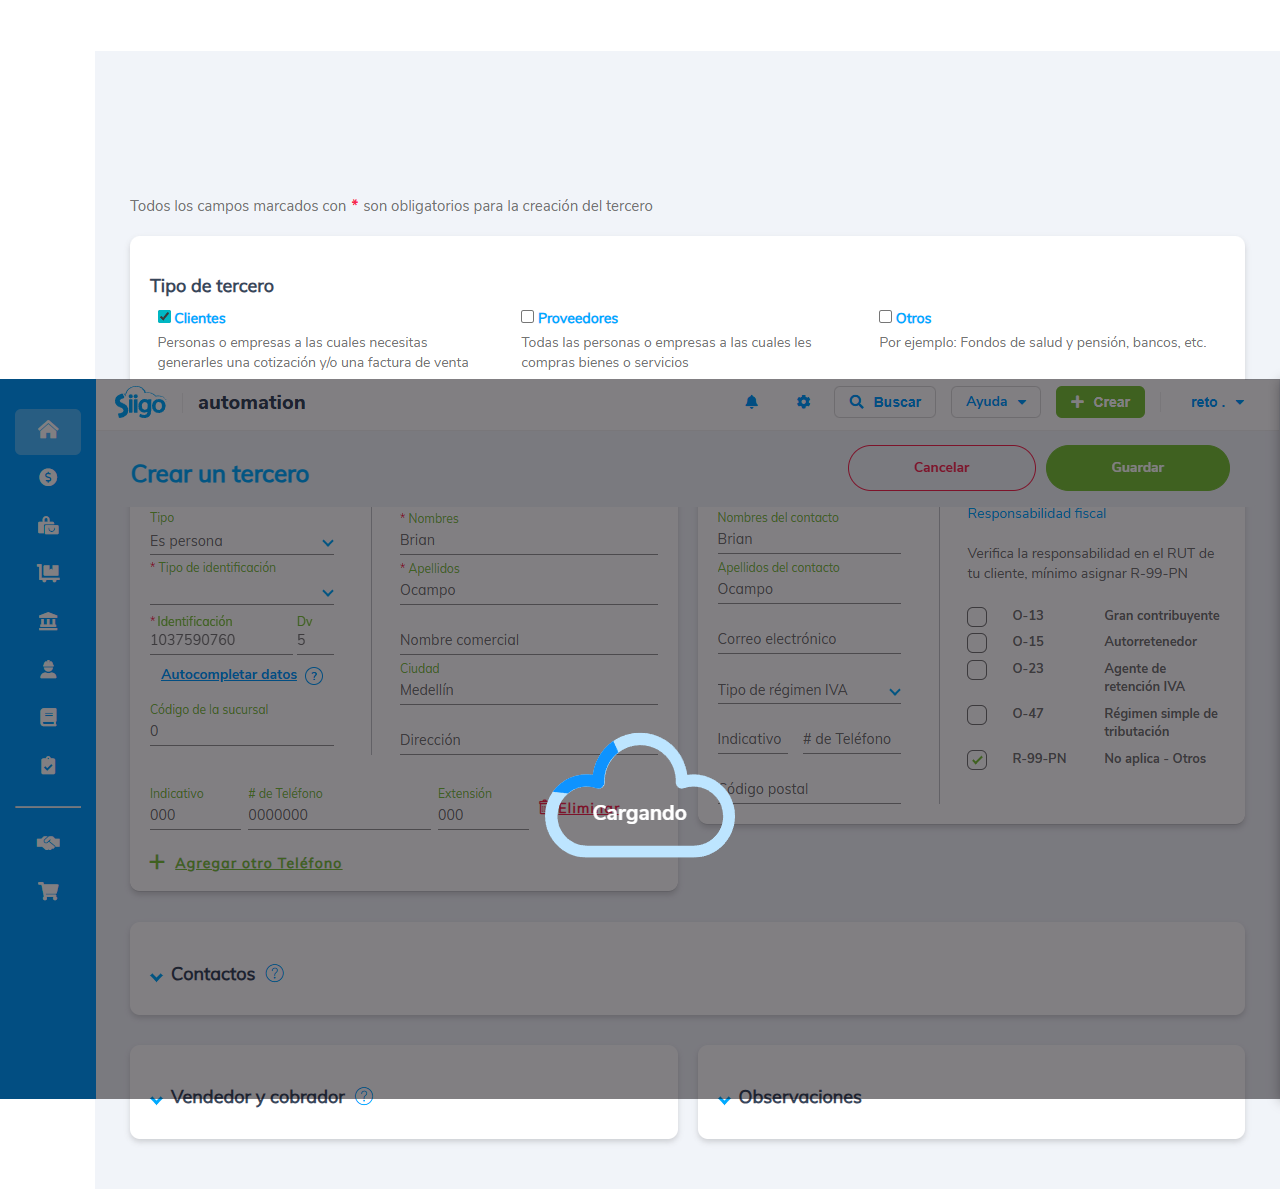 Todos los campos marcados con * son obligatorios para la creación del tercero
Tipo de tercero
Clientes
Personas o empresas a las cuales necesitas
generarles una cotización y/o una factura de venta
Proveedores
Todas las personas o empresas a las cuales les
compras bienes o servicios
Otros
Por ejemplo: Fondos de salud y pensión, bancos, etc.
Siigo
automation
Buscar
Ayuda
Crear
reto .
Crear un tercero
Cancelar
Guardar
Tipo
Es persona
* Tipo de identificación
* Identificación
1037590760
Dv
5
Autocompletar datos ?
Código de la sucursal
0
* Nombres
Brian
* Apellidos
Ocampo
Nombre comercial
Ciudad
Medellín
Dirección
Indicativo
000
# de Teléfono
0000000
Extensión
000
Eliminar
Agregar otro Teléfono
Cargando
Nombres del contacto
Brian
Apellidos del contacto
Ocampo
Correo electrónico
Tipo de régimen IVA
Indicativo
# de Teléfono
Código postal
Responsabilidad fiscal
Verifica la responsabilidad en el RUT de
tu cliente, mínimo asignar R-99-PN
O-13 Gran contribuyente
O-15 Autorretenedor
O-23 Agente de
retención IVA
O-47 Régimen simple de
tributación
R-99-PN No aplica - Otros
Contactos ?
Vendedor y cobrador ?
Observaciones